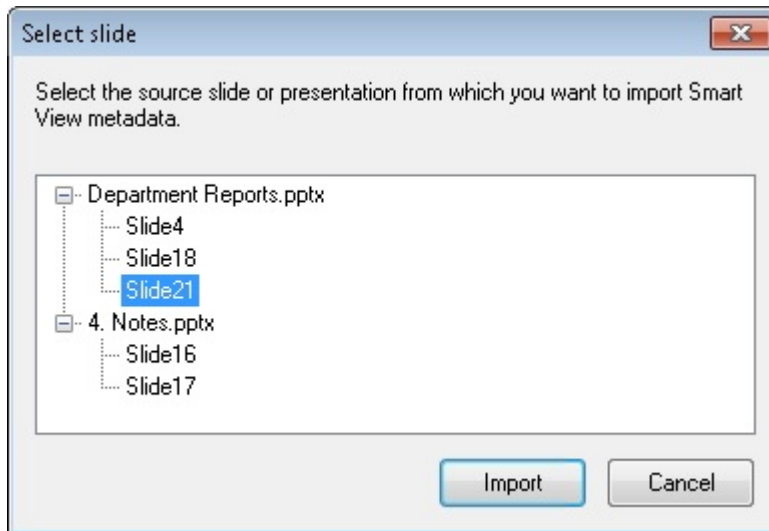 Select slide
Select the source slide or presentation from which you want to import Smart
View metadata.
Department Reports.pptx
Slide4
Slide18
Slide21
4. Notes.pptx
Slide16
Slide17
Import
Cancel